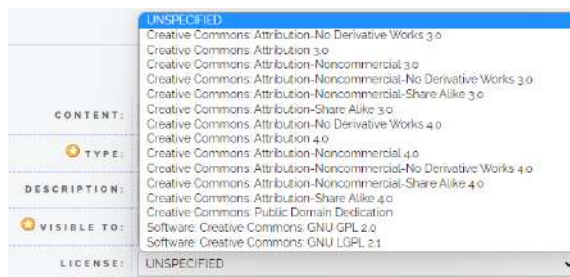 UNSPECIFIED
Creative Commons: Attribution-No Derivative Works 3.0
Creative Commons: Attribution 3.0
Creative Commons: Attribution-Noncommercial 3.0
Creative Commons: Attribution-Noncommercial-No Derivative Works 3.0
Creative Commons: Attribution-Noncommercial-Share Alike 3.0
Creative Commons: Attribution-Share Alike 3.0
Creative Commons: Attribution-No Derivative Works 4.0
Creative Commons: Attribution 4.0
Creative Commons: Attribution-Noncommercial 4.0
Creative Commons: Attribution-Noncommercial-No Derivative Works 4.0
Creative Commons: Attribution-Noncommercial-Share Alike 4.0
Creative Commons: Attribution-Share Alike 4.0
Creative Commons: Public Domain Dedication
Software: Creative Commons: GNU GPL 2.0
Software: Creative Commons: GNU LGPL 2.1
CONTENT:
TYPE:
DESCRIPTION:
VISIBLE TO:
LICENSE: UNSPECIFIED